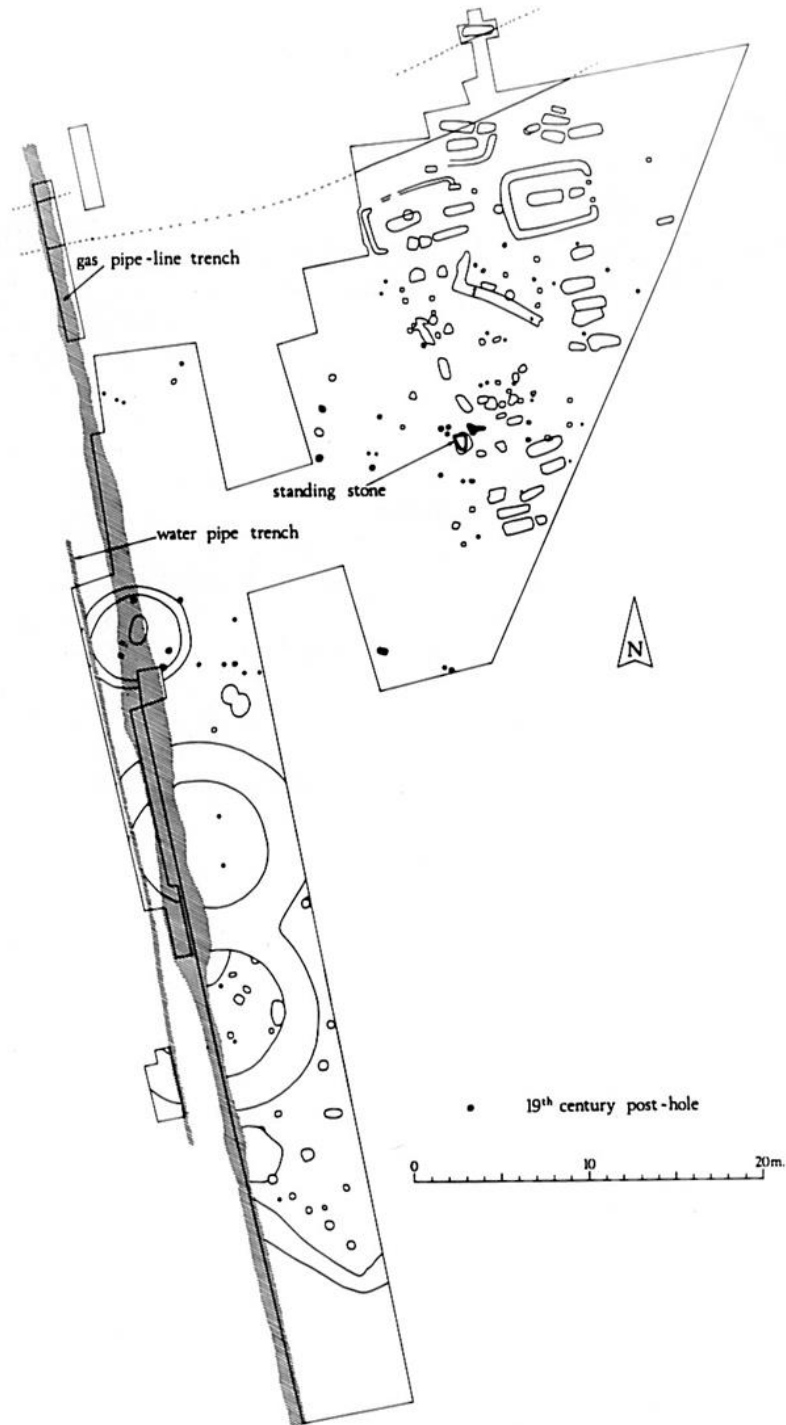 gas pipe-line trench
standing stone
water pipe trench
N
19th century post-hole
0 10 20m.